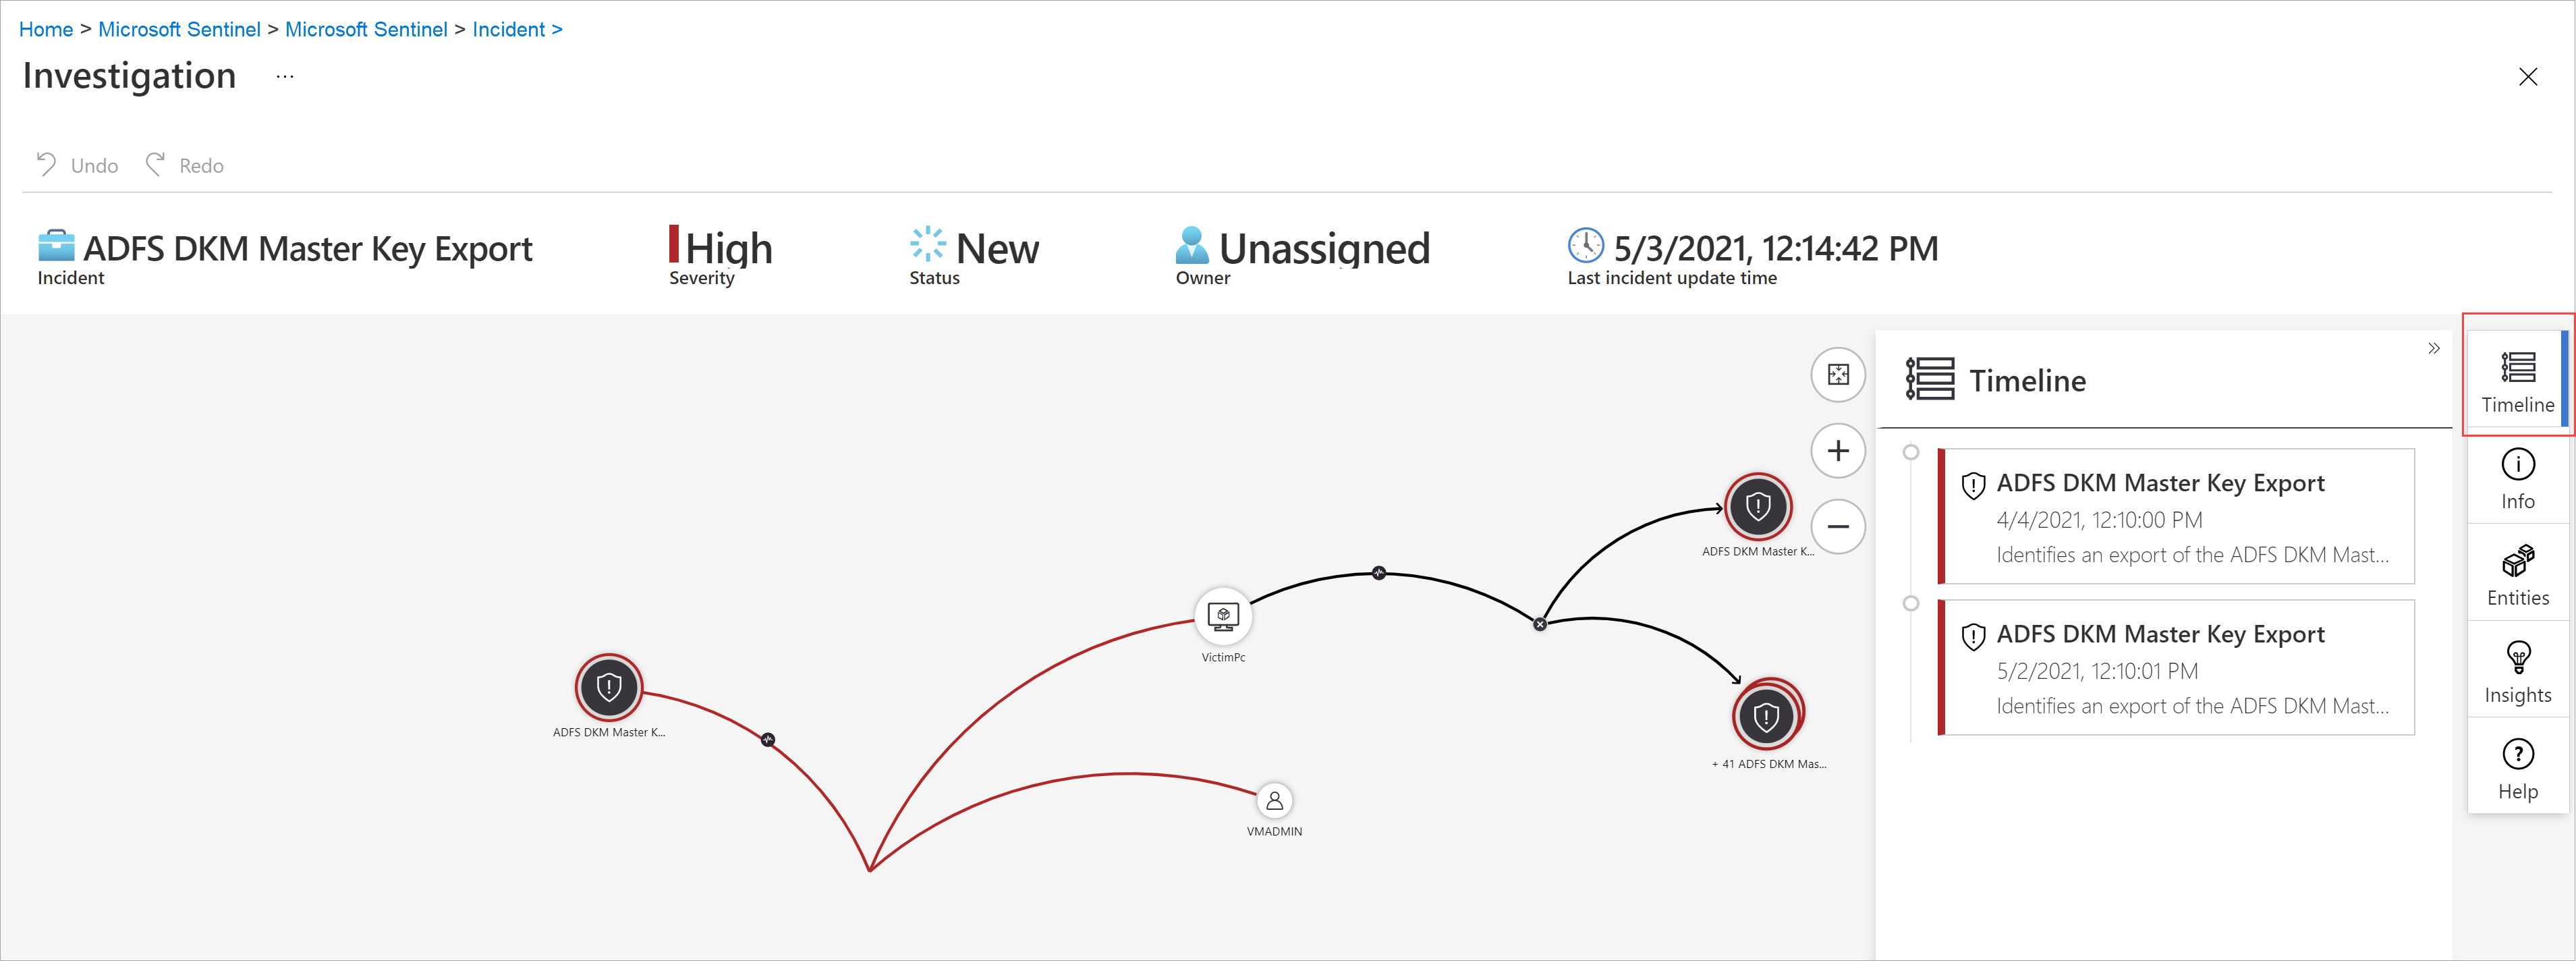 Home > Microsoft Sentinel > Microsoft Sentinel > Incident >
Investigation ...
Undo Redo
ADFS DKM Master Key Export
Incident
High
Severity
New
Status
Unassigned
Owner
5/3/2021, 12:14:42 PM
Last incident update time
ADFS DKM Master K...
VictimPc
VMADMIN
ADFS DKM Master K...
+ 41 ADFS DKM Mas...
Timeline
ADFS DKM Master Key Export
4/4/2021, 12:10:00 PM
Identifies an export of the ADFS DKM Mast...
ADFS DKM Master Key Export
5/2/2021, 12:10:01 PM
Identifies an export of the ADFS DKM Mast...
Timeline
Info
Entities
Insights
Help